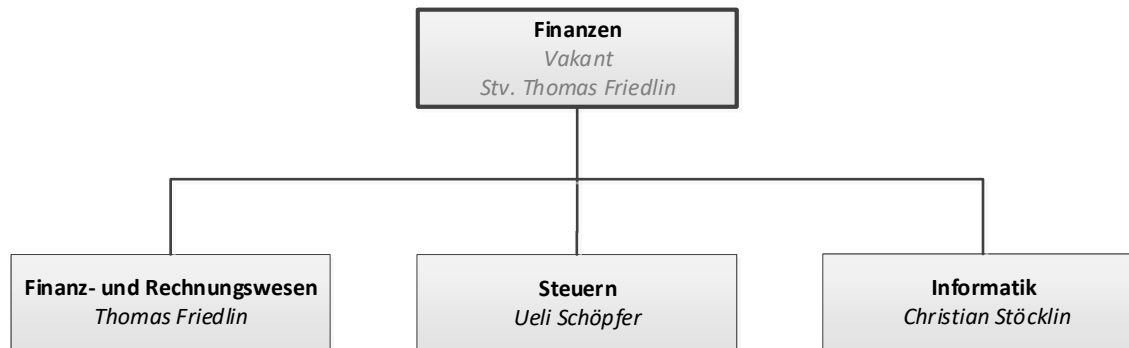 Finanzen
Vakant
Stv. Thomas Friedlin
Finanz- und Rechnungswesen
Thomas Friedlin
Steuern
Ueli Schöpfer
Informatik
Christian Stöcklin